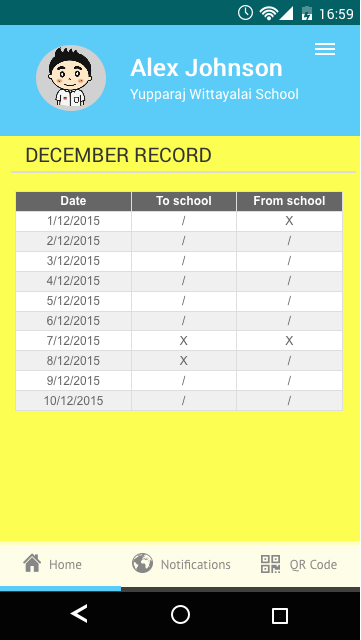 16:59
Alex Johnson
Yupparaj Wittayalai School
DECEMBER RECORD
Date To school From school
1/12/2015 / X
2/12/2015 / /
3/12/2015 / /
4/12/2015 / /
5/12/2015 / /
6/12/2015 / /
7/12/2015 X X
8/12/2015 X /
9/12/2015 / /
10/12/2015 / /
Home Notifications QR Code